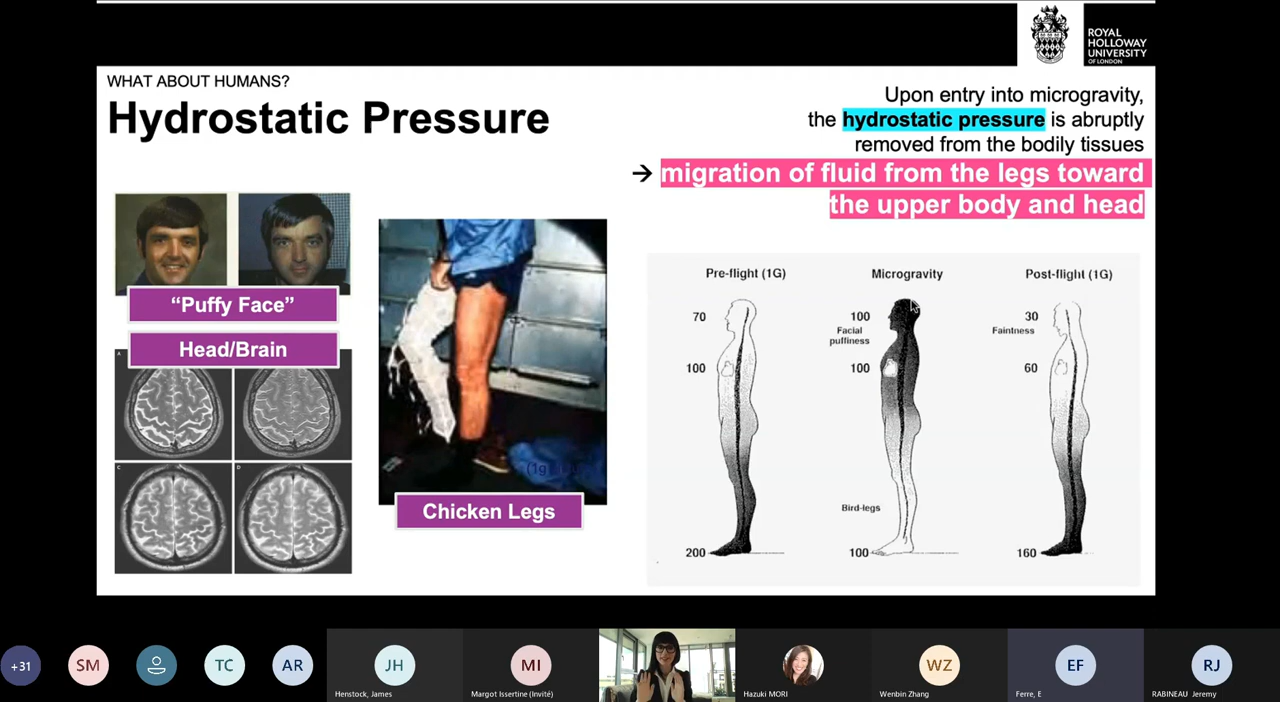 ROYAL
HOLLOWAY
UNIVERSITY
OF LONDON
WHAT ABOUT HUMANS?
Hydrostatic Pressure
Upon entry into microgravity,
the hydrostatic pressure is abruptly
removed from the bodily tissues
→ migration of fluid from the legs toward
the upper body and head
“Puffy Face”
Head/Brain
A
C
D
(1g
Chicken Legs
Pre-flight (1G)
Microgravity
Post-flight (1G)
70
100
200
100
Facial
puffiness
100
Bird-legs
100
30
Faintness
60
160
+31
SM
TC
AR
JH
Henstock, James
MI
Margot Issertine (Invité)
Hazuki MORI
WZ
Wenbin Zhang
EF
Ferre, E
RJ
RABINEAU Jeremy